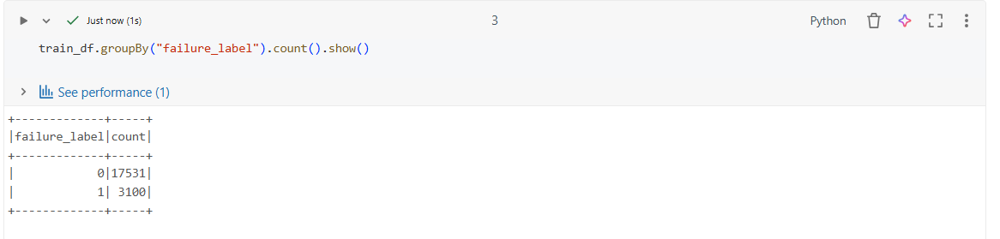 Just now (1s)
3
Python
train_df.groupBy("failure_label").count().show()
See performance (1)
+-------------+-----+
|failure_label|count|
+-------------+-----+
|            0|17531|
|            1| 3100|
+-------------+-----+